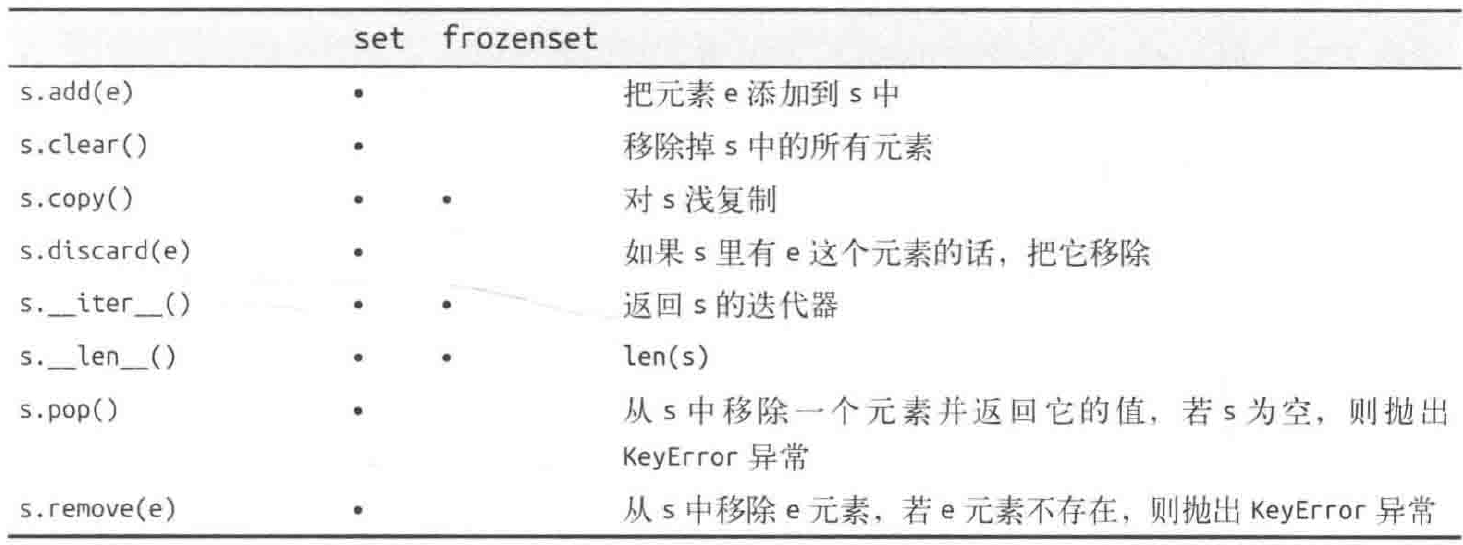 set frozenset
s.add(e) • 把元素 e 添加到 s 中
s.clear() • 移除掉 s 中的所有元素
s.copy() • • 对 s 浅复制
s.discard(e) • 如果 s 里有 e 这个元素的话，把它移除
s.__iter__() • • 返回 s 的迭代器
s.__len__() • • len(s)
s.pop() • 从 s 中移除一个元素并返回它的值，若 s 为空，则抛出
KeyError 异常
s.remove(e) • 从 s 中移除 e 元素，若 e 元素不存在，则抛出 KeyError 异常